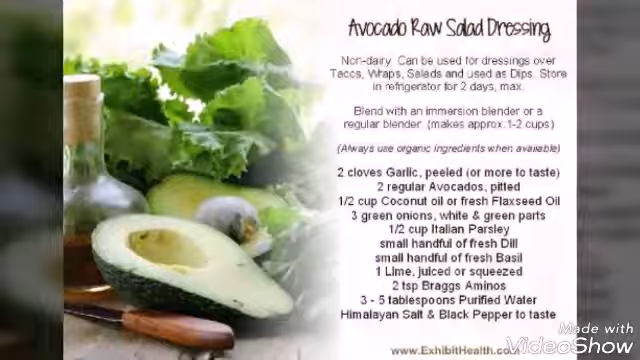 Avocado Raw Salad Dressing
Non-dairy. Can be used for dressings over
Tacos, Wraps, Salads and used as Dips. Store
in refrigerator for 2 days, max.
Blend with an immersion blender or a
regular blender. (makes approx. 1-2 cups)
(Always use organic ingredients when available)
2 cloves Garlic, peeled (or more to taste)
2 regular Avocados, pitted
1/2 cup Coconut oil or fresh Flaxseed Oil
3 green onions, white & green parts
1/2 cup Italian Parsley
small handful of fresh Dill
small handful of fresh Basil
1 Lime, juiced or squeezed
2 tsp Braggs Aminos
3 - 5 tablespoons Purified Water
Himalayan Salt & Black Pepper to taste
www.ExhibitHealth.co
Made with
VideoShow